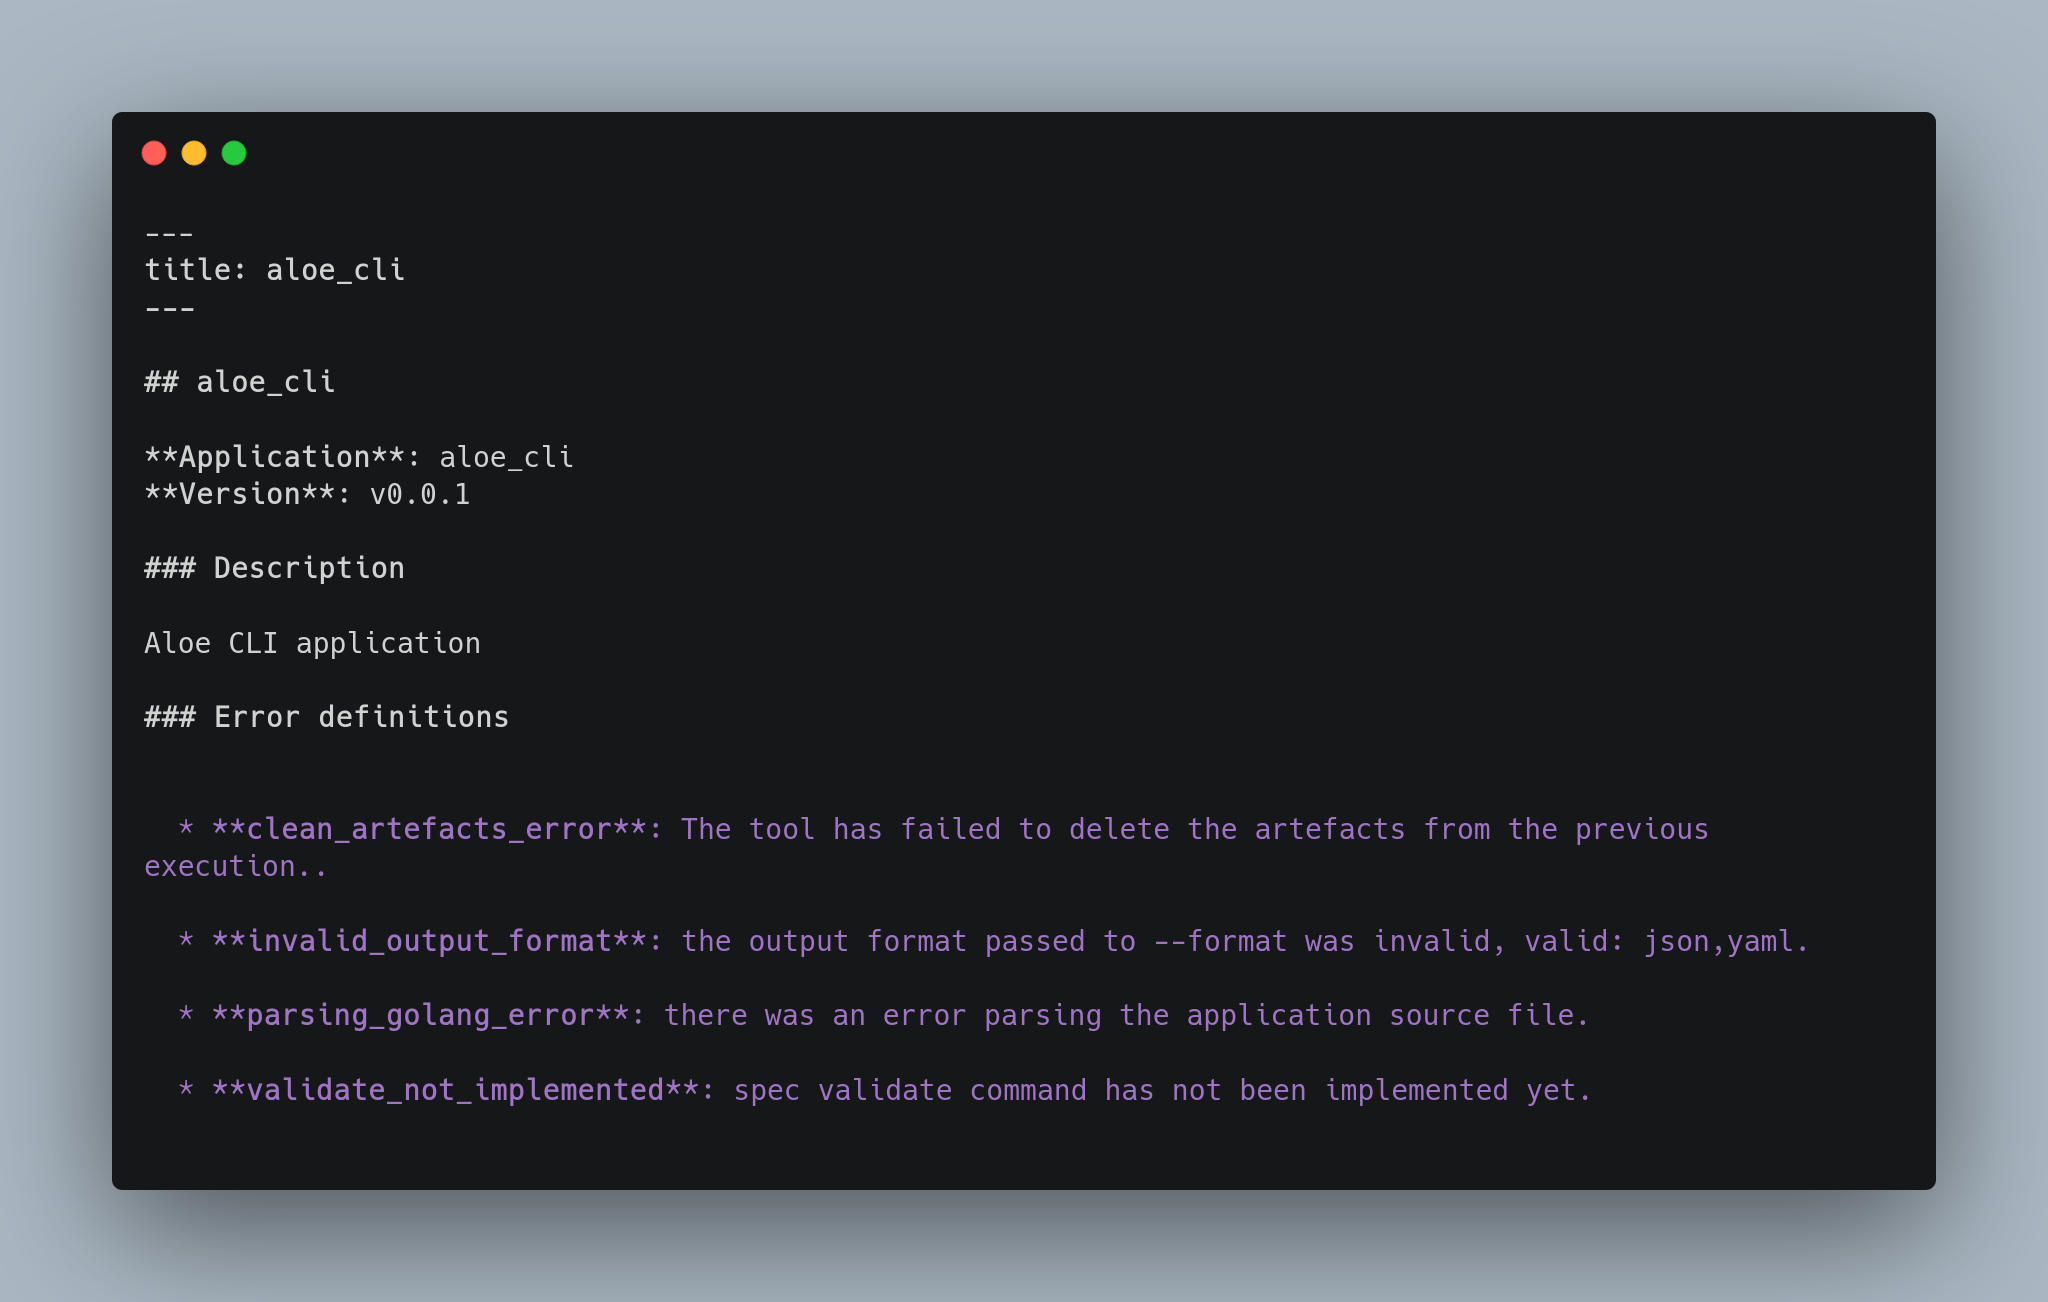 ---
title: aloe_cli
---
## aloe_cli
**Application**: aloe_cli
**Version**: v0.0.1
### Description
Aloe CLI application
### Error definitions
* **clean_artefacts_error**: The tool has failed to delete the artefacts from the previous
execution..
* **invalid_output_format**: the output format passed to --format was invalid, valid: json,yaml.
* **parsing_golang_error**: there was an error parsing the application source file.
* **validate_not_implemented**: spec validate command has not been implemented yet.